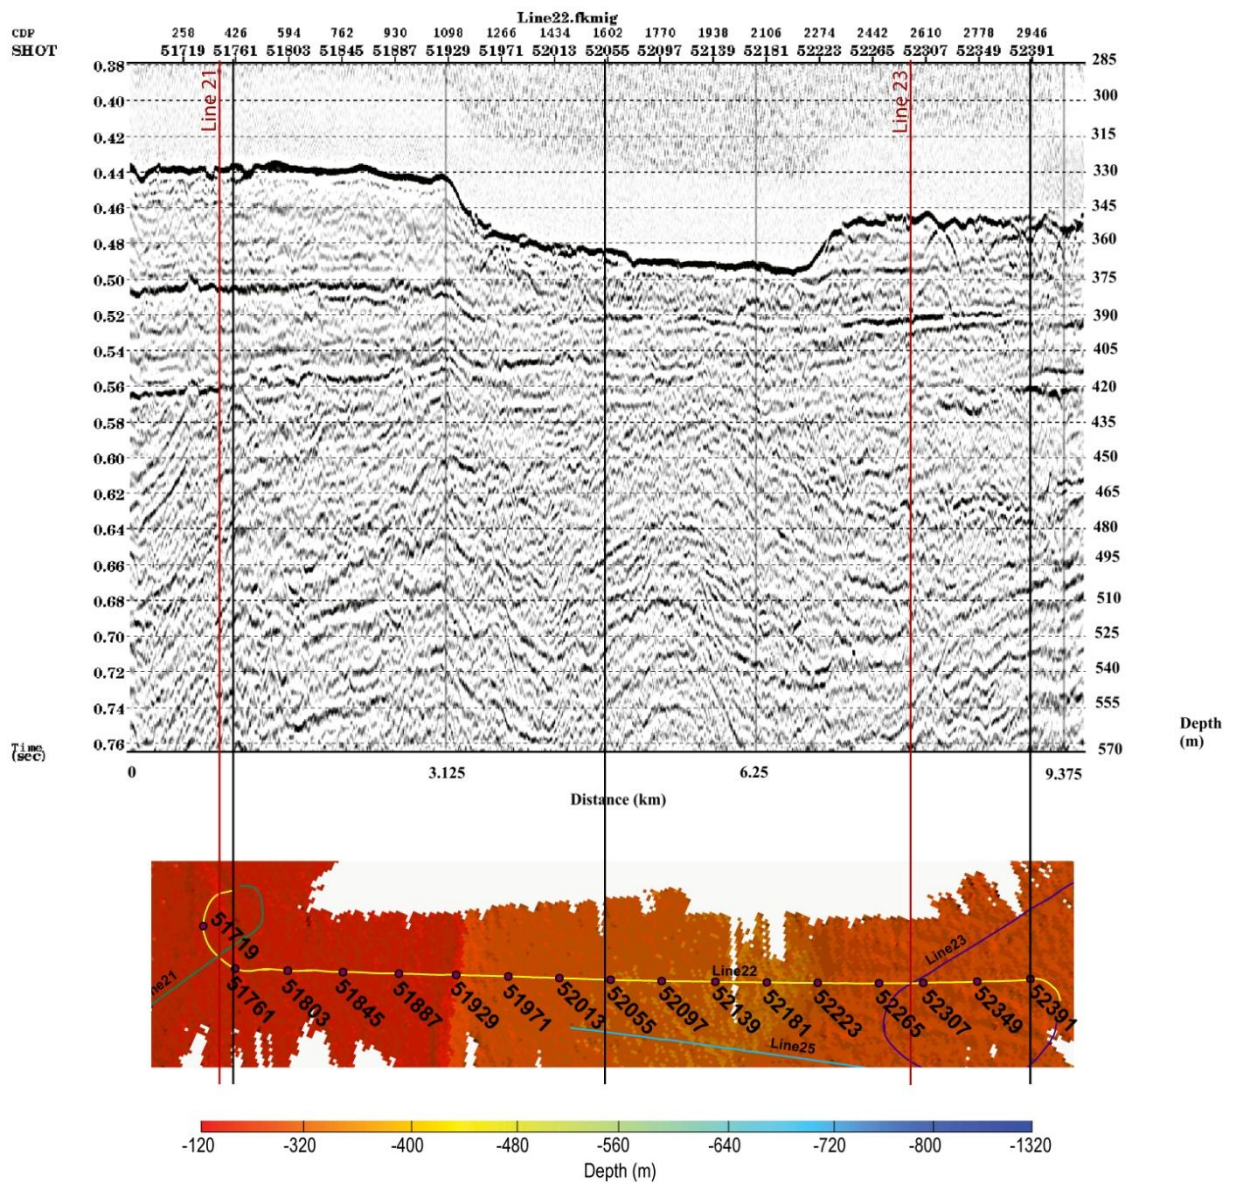 Line22.fkmig
CDP 258 426 594 762 930 1098 1266 1434 1602 1770 1938 2106 2274 2442 2610 2778 2946
SHOT 51719 51761 51803 51845 51887 51929 51971 52013 52055 52097 52139 52181 52223 52265 52307 52349 52391
0.38 285
0.40 300
0.42 315
0.44 330
0.46 345
0.48 360
0.50 375
0.52 390
0.54 405
0.56 420
0.58 435
0.60 450
0.62 465
0.64 480
0.66 495
0.68 510
0.70 525
0.72 540
0.74 555
0.76 570
Line 21
Line 23
Time
(sec)
Depth
(m)
0 3.125 6.25 9.375
Distance (km)
51719
ine21
51761
51803
51845
51887
51929
51971
52013
52055
52097
Line22
52139
52181
52223
52265
Line23
52307
52349
52391
Line25
-120 -320 -400 -480 -560 -640 -720 -800 -1320
Depth (m)